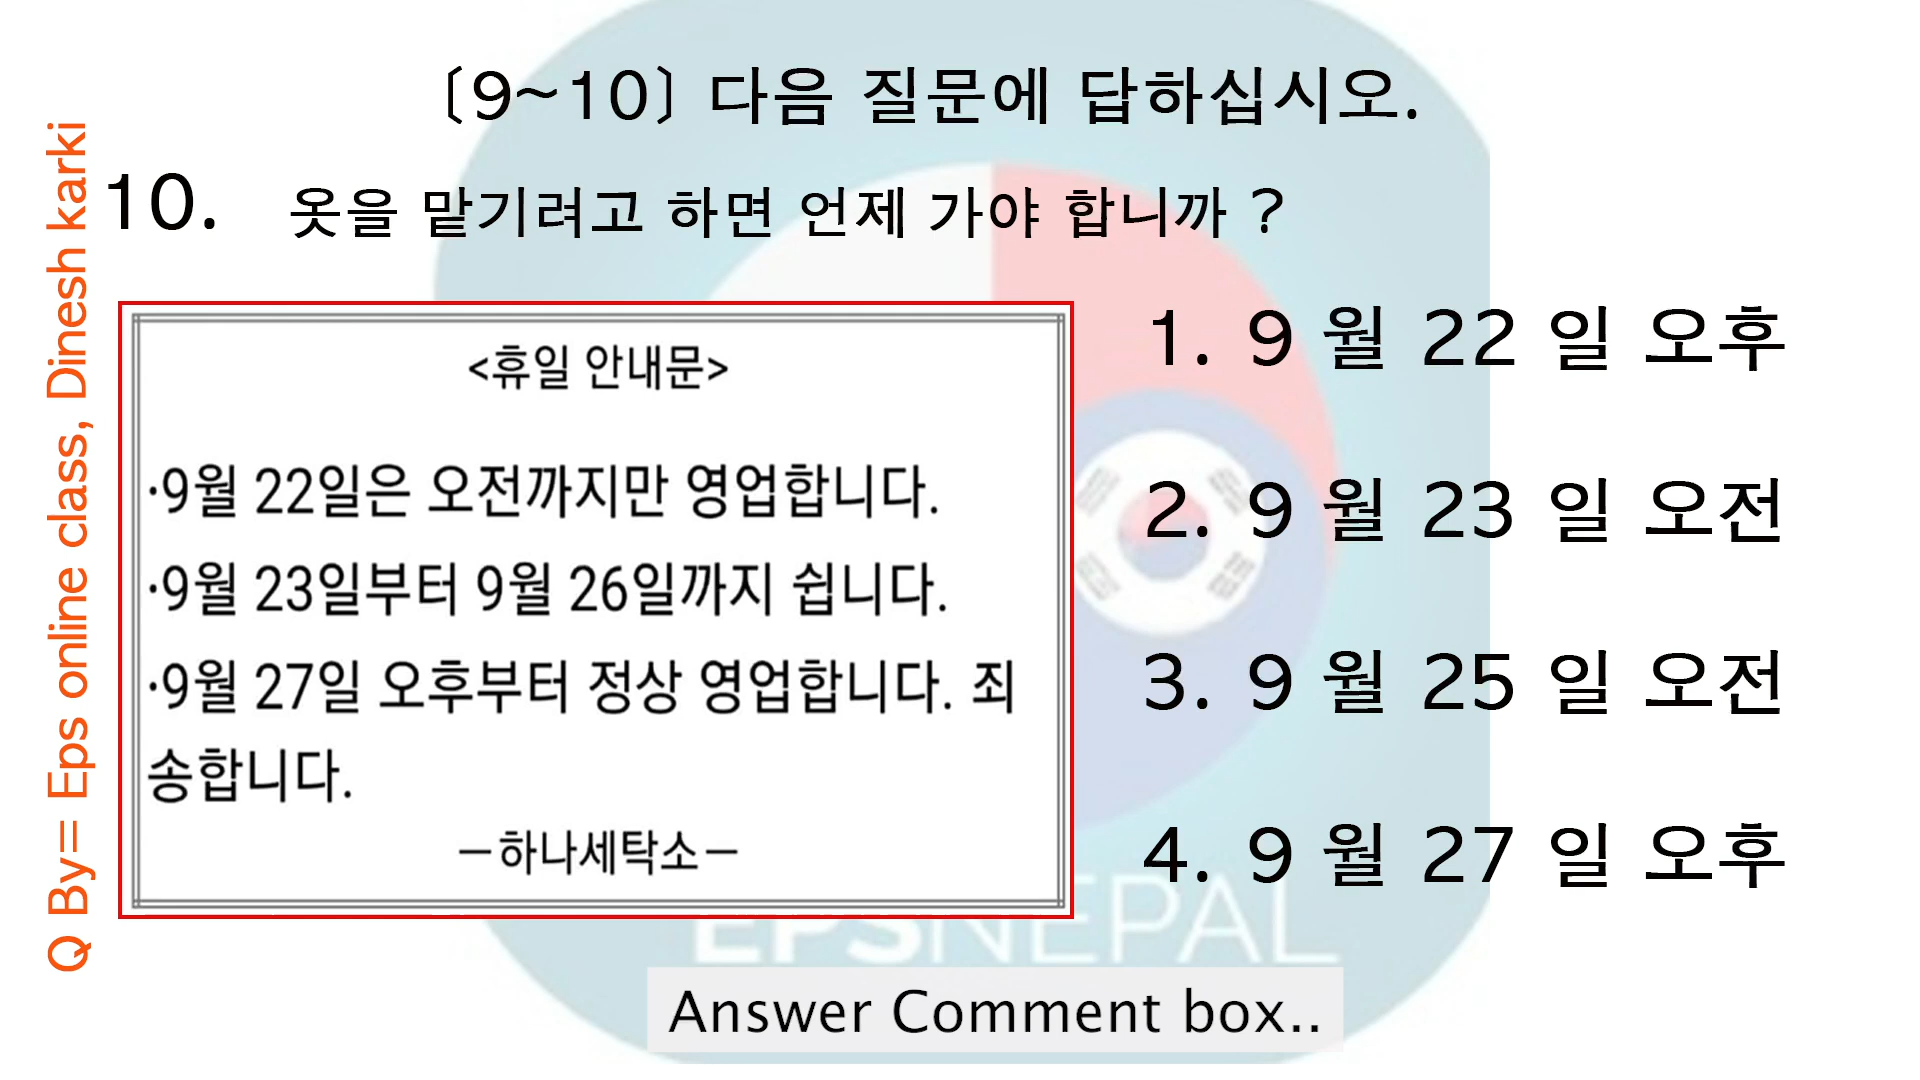 〔9~10〕 다음 질문에 답하십시오.
10. 옷을 맡기려고 하면 언제 가야 합니까 ?
<휴일 안내문>
·9월 22일은 오전까지만 영업합니다.
·9월 23일부터 9월 26일까지 쉽니다.
·9월 27일 오후부터 정상 영업합니다. 죄
송합니다.
–하나세탁소–
1. 9 월 22 일 오후
2. 9 월 23 일 오전
3. 9 월 25 일 오전
4. 9 월 27 일 오후
EPSNEPAL
Answer Comment box..
Q By= Eps online class, Dinesh karki